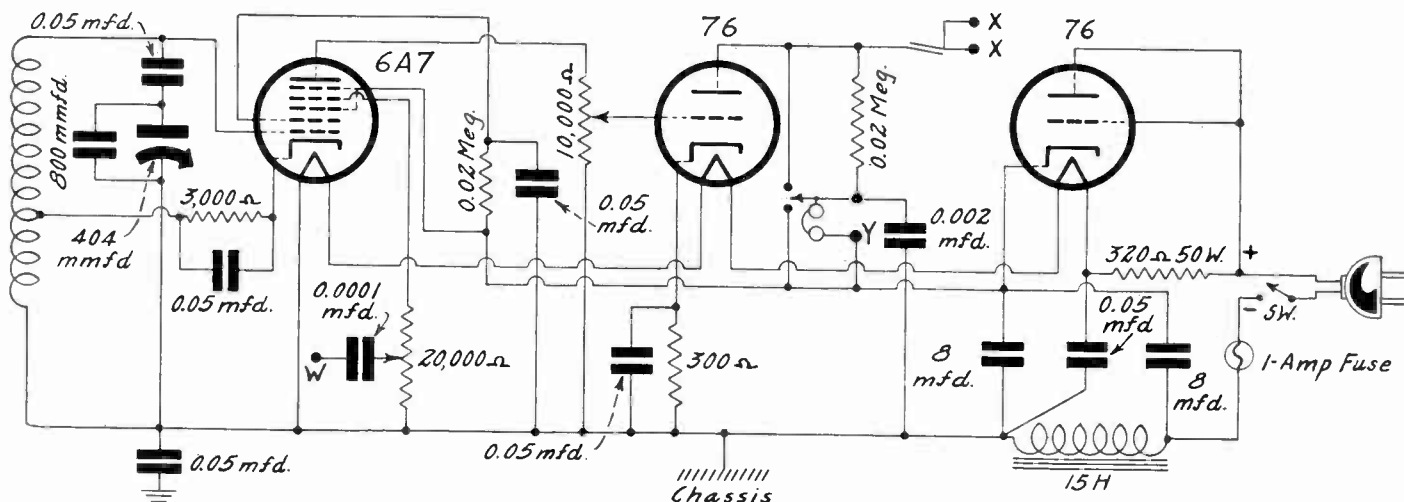 0.05 mfd.
6A7
76
X
X
76
800 mmfd.
10,000 Ω
0.02 Meg.
0.02 Meg.
3,000 Ω
0.05
mfd.
Y
0.002
mfd.
404
mmfd
320 Ω 50W.
+
0.05 mfd.
0.0001
mfd.
- SW.
0.05
mfd
W
20,000 Ω
300 Ω
8
mfd.
8
mfd.
1-Amp Fuse
0.05 mfd.
0.05 mfd.
Chassis
15H